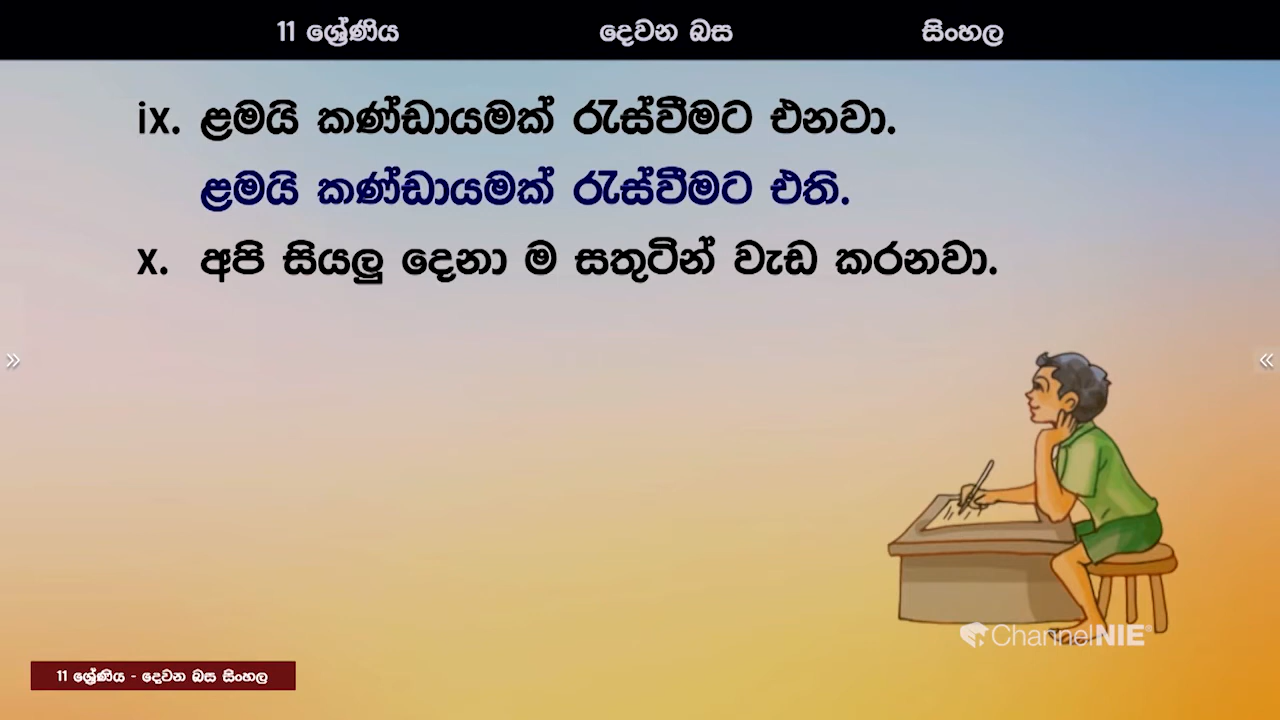 11 ශ්‍රේණිය දෙවන බස සිංහල
ix. ළමයි කණ්ඩායමක් රැස්වීමට එනවා.
ළමයි කණ්ඩායමක් රැස්වීමට එති.
x. අපි සියලු දෙනා ම සතුටින් වැඩ කරනවා.
ChannelNIE
11 ශ්‍රේණිය - දෙවන බස සිංහල